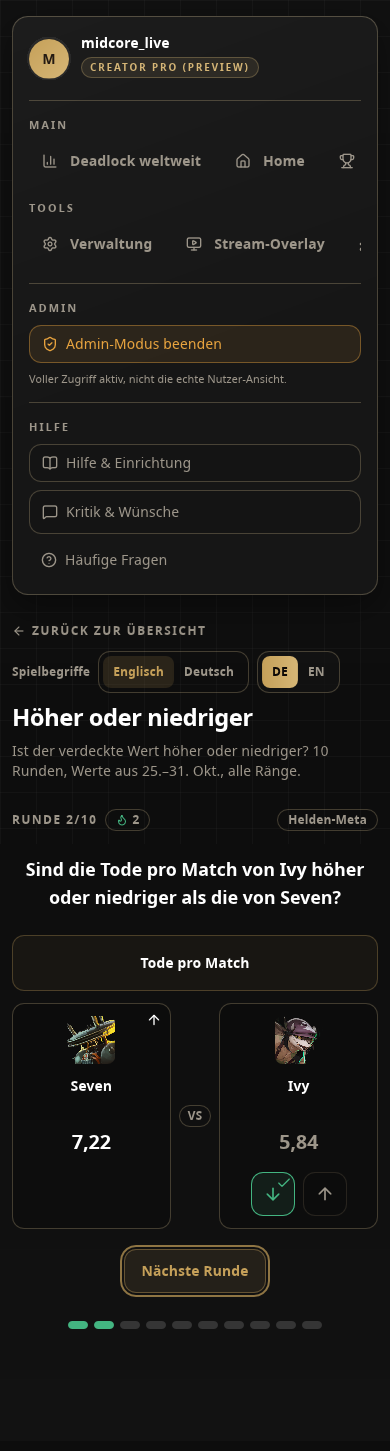 M
midcore_live
CREATOR PRO (PREVIEW)
MAIN
Deadlock weltweit
Home
TOOLS
Verwaltung
Stream-Overlay
ADMIN
Admin-Modus beenden
Voller Zugriff aktiv, nicht die echte Nutzer-Ansicht.
HILFE
Hilfe & Einrichtung
Kritik & Wünsche
Häufige Fragen
ZURÜCK ZUR ÜBERSICHT
Spielbegriffe Englisch Deutsch DE EN
Höher oder niedriger
Ist der verdeckte Wert höher oder niedriger? 10
Runden, Werte aus 25.–31. Okt., alle Ränge.
RUNDE 2/10 2 Helden-Meta
Sind die Tode pro Match von Ivy höher
oder niedriger als die von Seven?
Tode pro Match
Seven
7,22
VS
Ivy
5,84
Nächste Runde